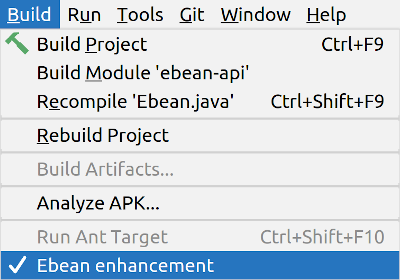 Build Run Tools Git Window Help
Build Project Ctrl+F9
Build Module 'ebean-api'
Recompile 'Ebean.java' Ctrl+Shift+F9
Rebuild Project
Build Artifacts...
Analyze APK...
Run Ant Target Ctrl+Shift+F10
Ebean enhancement